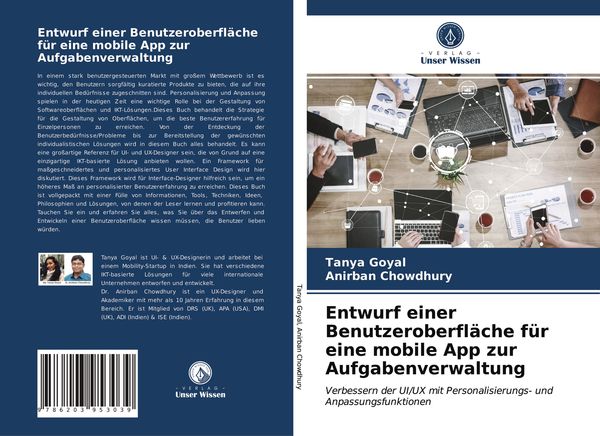 Entwurf einer Benutzeroberfläche
für eine mobile App zur
Aufgabenverwaltung
In einem stark benutzergesteuerten Markt mit großem Wettbewerb ist es
wichtig, den Benutzern sorgfältig kuratierte Produkte zu bieten, die auf ihre
individuellen Bedürfnisse zugeschnitten sind. Personalisierung und Anpassung
spielen in der heutigen Zeit eine wichtige Rolle bei der Gestaltung von
Softwareoberflächen und IKT-Lösungen.Dieses Buch behandelt die Strategie
für die Gestaltung von Oberflächen, um die beste Benutzererfahrung für
Einzelpersonen zu erreichen. Von der Entdeckung der
Benutzerbedürfnisse/Probleme bis zur Bereitstellung der gewünschten
individualistischen Lösungen wird in diesem Buch alles behandelt. Es kann
eine großartige Referenz für UI- und UX-Designer sein, die von Grund auf eine
einzigartige IKT-basierte Lösung anbieten wollen. Ein Framework für
maßgeschneidertes und personalisiertes User Interface Design wird hier
diskutiert. Dieses Framework wird für Interface-Designer hilfreich sein, um ein
höheres Maß an personalisierter Benutzererfahrung zu erreichen. Dieses Buch
ist vollgepackt mit einer Fülle von Informationen, Tools, Techniken, Ideen,
Philosophien und Lösungen, von denen der Leser lernen und profitieren kann.
Tauchen Sie ein und erfahren Sie alles, was Sie über das Entwerfen und
Entwickeln einer Benutzeroberfläche wissen müssen, die Benutzer lieben
würden.
Tanya Goyal ist UI- & UX-Designerin und arbeitet bei
einem Mobility-Startup in Indien. Sie hat verschiedene
IKT-basierte Lösungen für viele internationale
Unternehmen entworfen und entwickelt.
Dr. Anirban Chowdhury ist ein UX-Designer und
Akademiker mit mehr als 10 Jahren Erfahrung in diesem
Bereich. Er ist Mitglied von DRS (UK), APA (USA), DMI
(UK), ADI (Indien) & ISE (Indien).
9 786203 953039
VERLAG
Unser Wissen
Tanya Goyal, Anirban Chowdhury
VERLAG
Unser Wissen
Tanya Goyal
Anirban Chowdhury
Entwurf einer
Benutzeroberfläche für
eine mobile App zur
Aufgabenverwaltung
Verbessern der UI/UX mit Personalisierungs- und
Anpassungsfunktionen